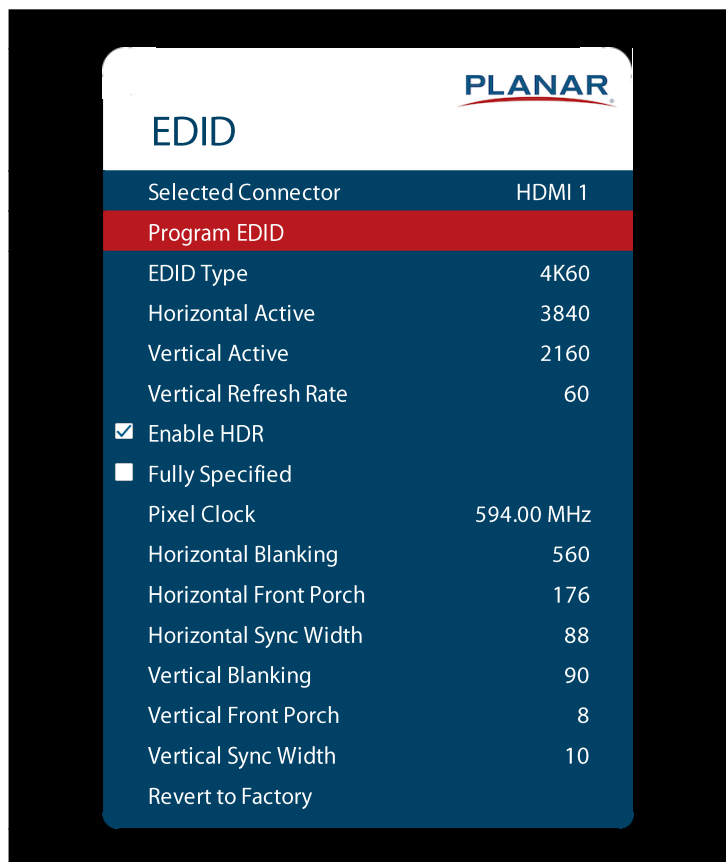 PLANAR
EDID
Selected Connector HDMI 1
Program EDID
EDID Type 4K60
Horizontal Active 3840
Vertical Active 2160
Vertical Refresh Rate 60
Enable HDR
Fully Specified
Pixel Clock 594.00 MHz
Horizontal Blanking 560
Horizontal Front Porch 176
Horizontal Sync Width 88
Vertical Blanking 90
Vertical Front Porch 8
Vertical Sync Width 10
Revert to Factory